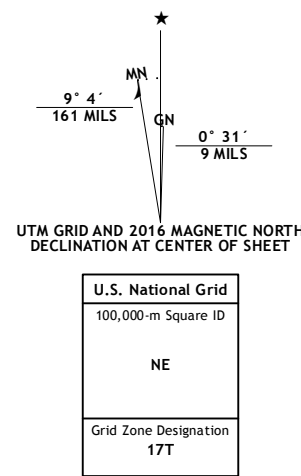 ★
MN
9° 4´
161 MILS
GN
0° 31´
9 MILS
UTM GRID AND 2016 MAGNETIC NORTH
DECLINATION AT CENTER OF SHEET
U.S. National Grid
100,000-m Square ID
NE
Grid Zone Designation
17T